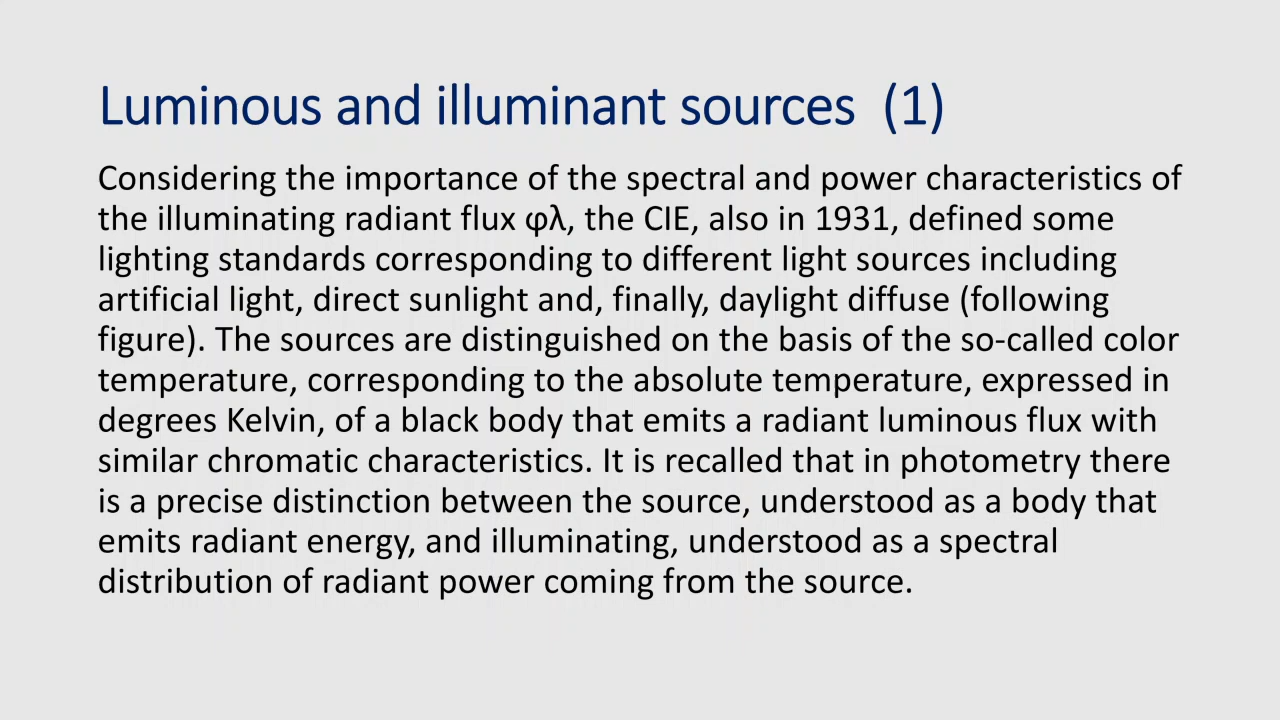 Luminous and illuminant sources (1)
Considering the importance of the spectral and power characteristics of
the illuminating radiant flux φλ, the CIE, also in 1931, defined some
lighting standards corresponding to different light sources including
artificial light, direct sunlight and, finally, daylight diffuse (following
figure). The sources are distinguished on the basis of the so-called color
temperature, corresponding to the absolute temperature, expressed in
degrees Kelvin, of a black body that emits a radiant luminous flux with
similar chromatic characteristics. It is recalled that in photometry there
is a precise distinction between the source, understood as a body that
emits radiant energy, and illuminating, understood as a spectral
distribution of radiant power coming from the source.